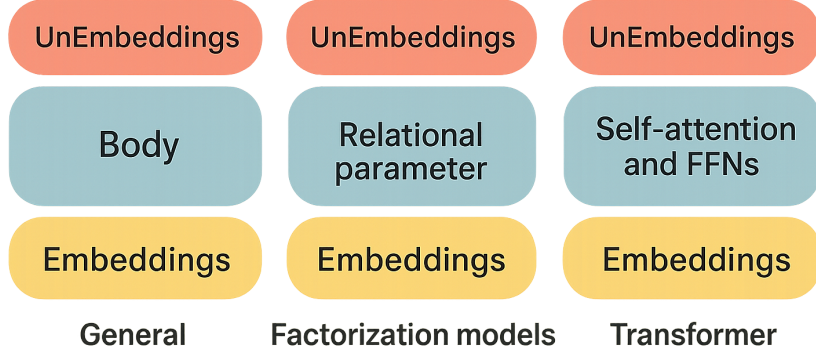 UnEmbeddings UnEmbeddings UnEmbeddings
Body
Relational
parameter
Self-attention
and FFNs
Embeddings Embeddings Embeddings
General Factorization models Transformer